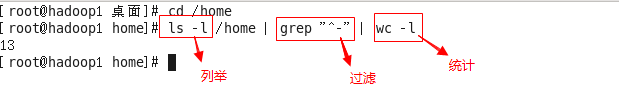 [root@hadoop1 桌面]# cd /home
[root@hadoop1 home]# ls -l /home | grep "^-" | wc -l
13
[root@hadoop1 home]#
列举 过滤 统计